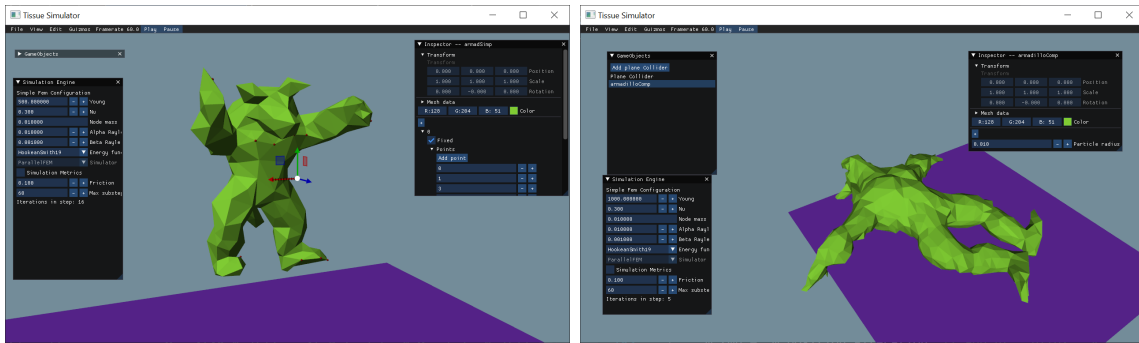 Tissue Simulator
File View Edit Guizmos Framerate 60.0 Play Pause
GameObjects
Simulation Engine
Simple Fem Configuration
500.000000 - + Young
0.300 - + Nu
0.010000 Node mass
0.010000 - + Alpha Rayl
0.001000 - + Beta Rayle
HookeanSmith19 Energy fun
ParallelFEM Simulator
Simulation Metrics
0.100 - + Friction
60 - + Max substep
Iterations in step: 16
Inspector -- armadSimp
Transform
Transform
0.000 0.000 0.000 Position
1.000 1.000 1.000 Scale
0.000 -0.000 0.000 Rotation
Mesh data
R:128 G:204 B: 51 Color
+
0
Fixed
Points
Add point
0 - +
1 - +
3 - +
Tissue Simulator
File View Edit Guizmos Framerate 60.0 Play Pause
GameObjects
Add plane Collider
Plane Collider
armadilloComp
Simulation Engine
Simple Fem Configuration
1000.000000 - + Young
0.300 - + Nu
0.010000 Node mass
0.010000 - + Alpha Rayl
0.001000 - + Beta Rayle
HookeanSmith19 Energy fun
ParallelFEM Simulator
Simulation Metrics
0.100 - + Friction
60 - + Max substep
Iterations in step: 5
Inspector -- armadilloComp
Transform
Transform
0.000 0.000 0.000 Position
1.000 1.000 1.000 Scale
0.000 0.000 0.000 Rotation
Mesh data
R:128 G:204 B: 51 Color
+
0.010 - + Particle radius